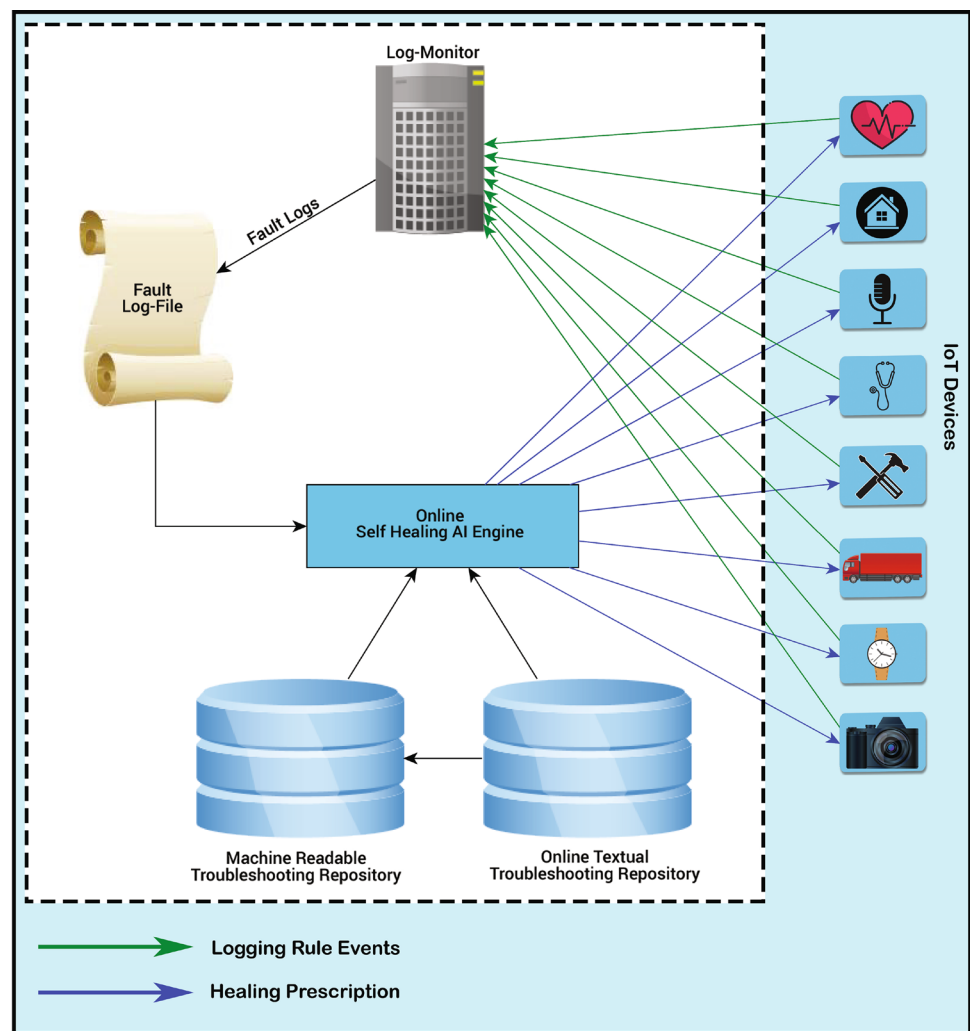 Log-Monitor
Fault Logs
Fault
Log-File
IoT Devices
Online
Self Healing AI Engine
Machine Readable
Troubleshooting Repository
Online Textual
Troubleshooting Repository
Logging Rule Events
Healing Prescription